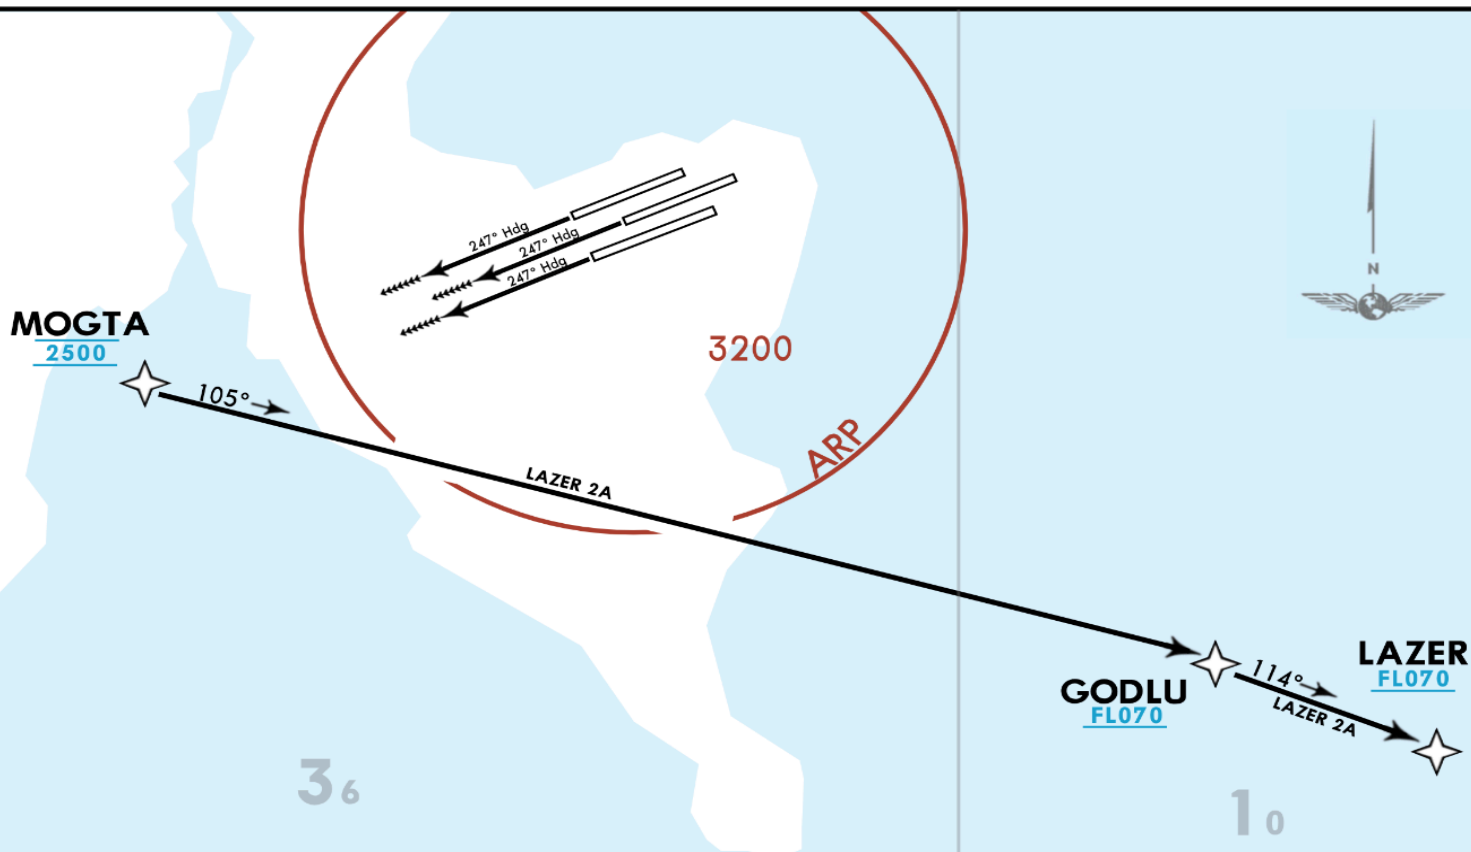 247° Hdg
247° Hdg
247° Hdg
N
MOGTA
2500
105°
3200
ARP
LAZER 2A
GODLU
FL070
114°
LAZER 2A
LAZER
FL070
36
10